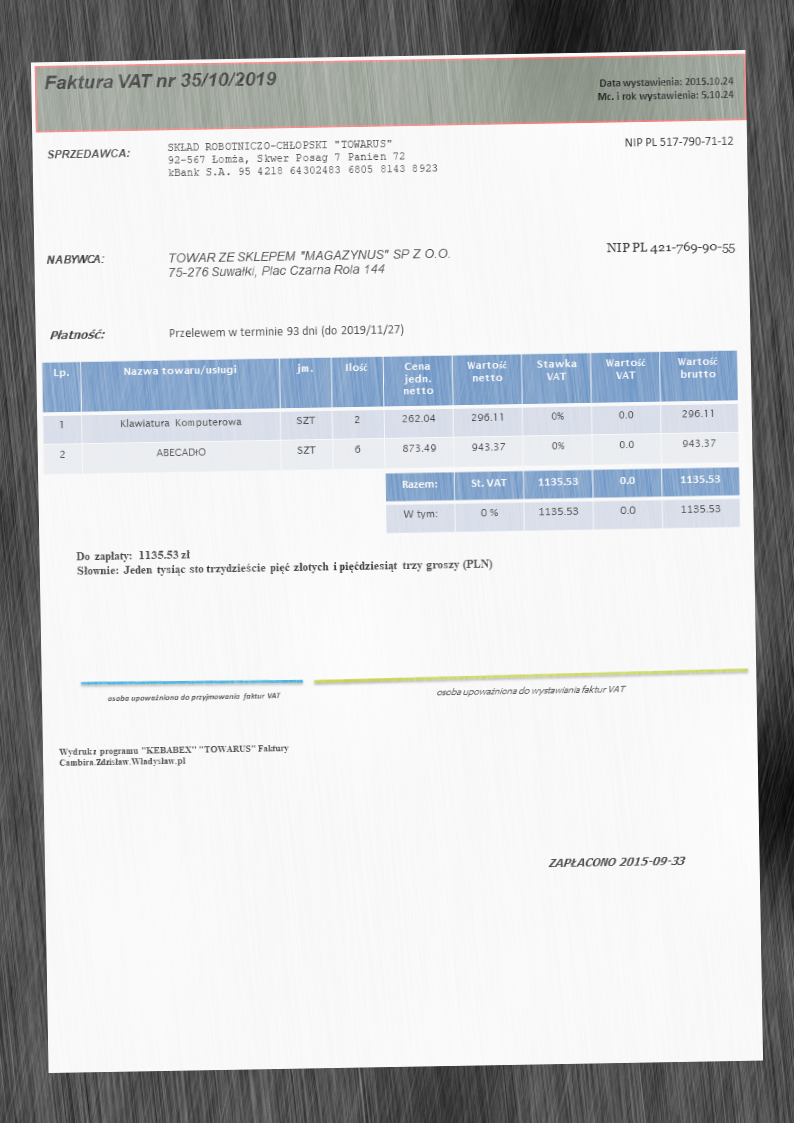 Faktura VAT nr 35/10/2019
Data wystawienia: 2015.10.24
Mc. i rok wystawienia: 5.10.24
SPRZEDAWCA:
SKŁAD ROBOTNICZO-CHŁOPSKI "TOWARUS"
92-567 Łomża, Skwer Posag 7 Panien 72
kBank S.A. 95 4218 64302483 6805 8143 8923
NIP PL 517-790-71-12
NABYWCA:
TOWAR ZE SKLEPEM "MAGAZYNUS" SP Z O.O.
75-276 Suwałki, Plac Czarna Rola 144
NIP PL 421-769-90-55
Płatność:
Przelewem w terminie 93 dni (do 2019/11/27)
Lp. Nazwa towaru/usługi jm. Ilość Cena jedn. netto Wartość netto Stawka VAT Wartość VAT Wartość brutto
1 Klawiatura Komputerowa SZT 2 262.04 296.11 0% 0.0 296.11
2 ABECADŁO SZT 6 873.49 943.37 0% 0.0 943.37
Razem: St. VAT 1135.53 0.0 1135.53
W tym: 0 % 1135.53 0.0 1135.53
Do zapłaty: 1135.53 zł
Słownie: Jeden tysiąc sto trzydzieście pięć złotych i pięćdziesiąt trzy groszy (PLN)
osoba upoważniona do przyjmowania faktur VAT
osoba upoważniona do wystawiania faktur VAT
Wydruk z programu "KEBABEX" "TOWARUS" Faktury
Cambira.Zdzisław.Władysław.pl
ZAPŁACONO 2015-09-33